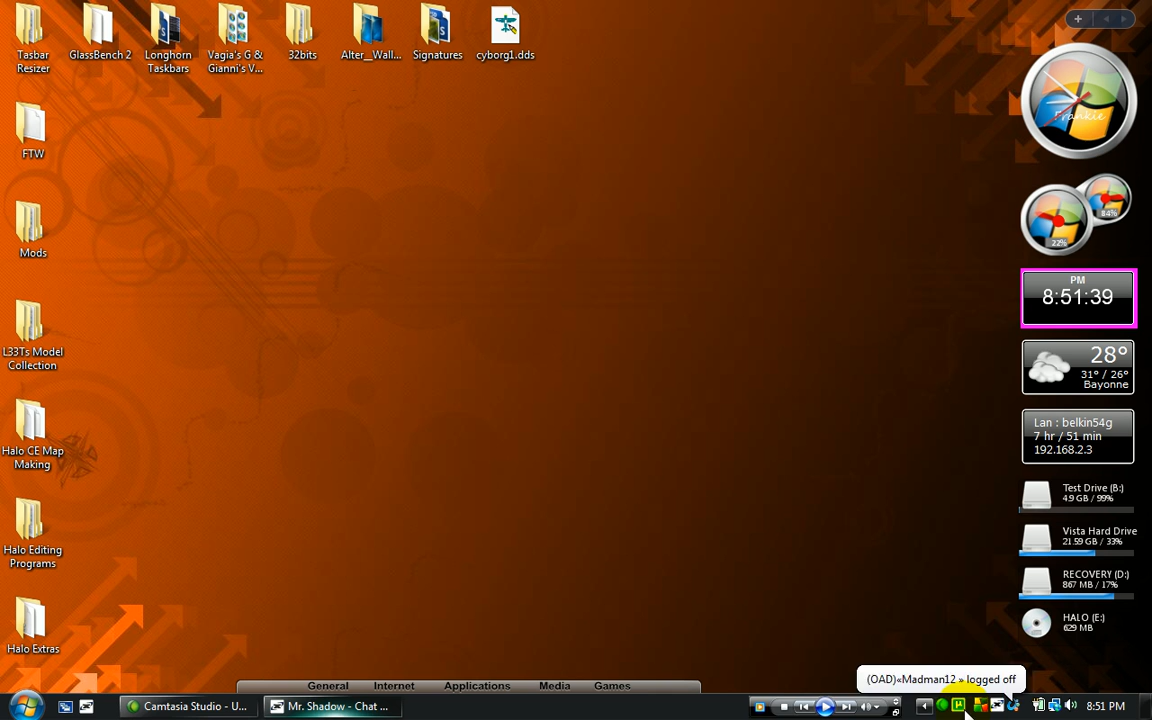 Tasbar
Resizer
GlassBench 2
Longhorn
Taskbars
Vagia's G &
Gianni's V...
32bits
Alter__Wall...
Signatures
cyborg1.dds
FTW
Mods
L33Ts Model
Collection
Halo CE Map
Making
Halo Editing
Programs
Halo Extras
Frankie
84%
22%
PM
8:51:39
28°
31° / 26°
Bayonne
Lan : belkin54g
7 hr / 51 min
192.168.2.3
Test Drive (B:)
4.9 GB / 99%
Vista Hard Drive
21.59 GB / 33%
RECOVERY (D:)
867 MB / 17%
HALO (E:)
629 MB
(OAD)«Madman12 » logged off
General Internet Applications Media Games
Camtasia Studio - U...
Mr. Shadow - Chat ...
8:51 PM